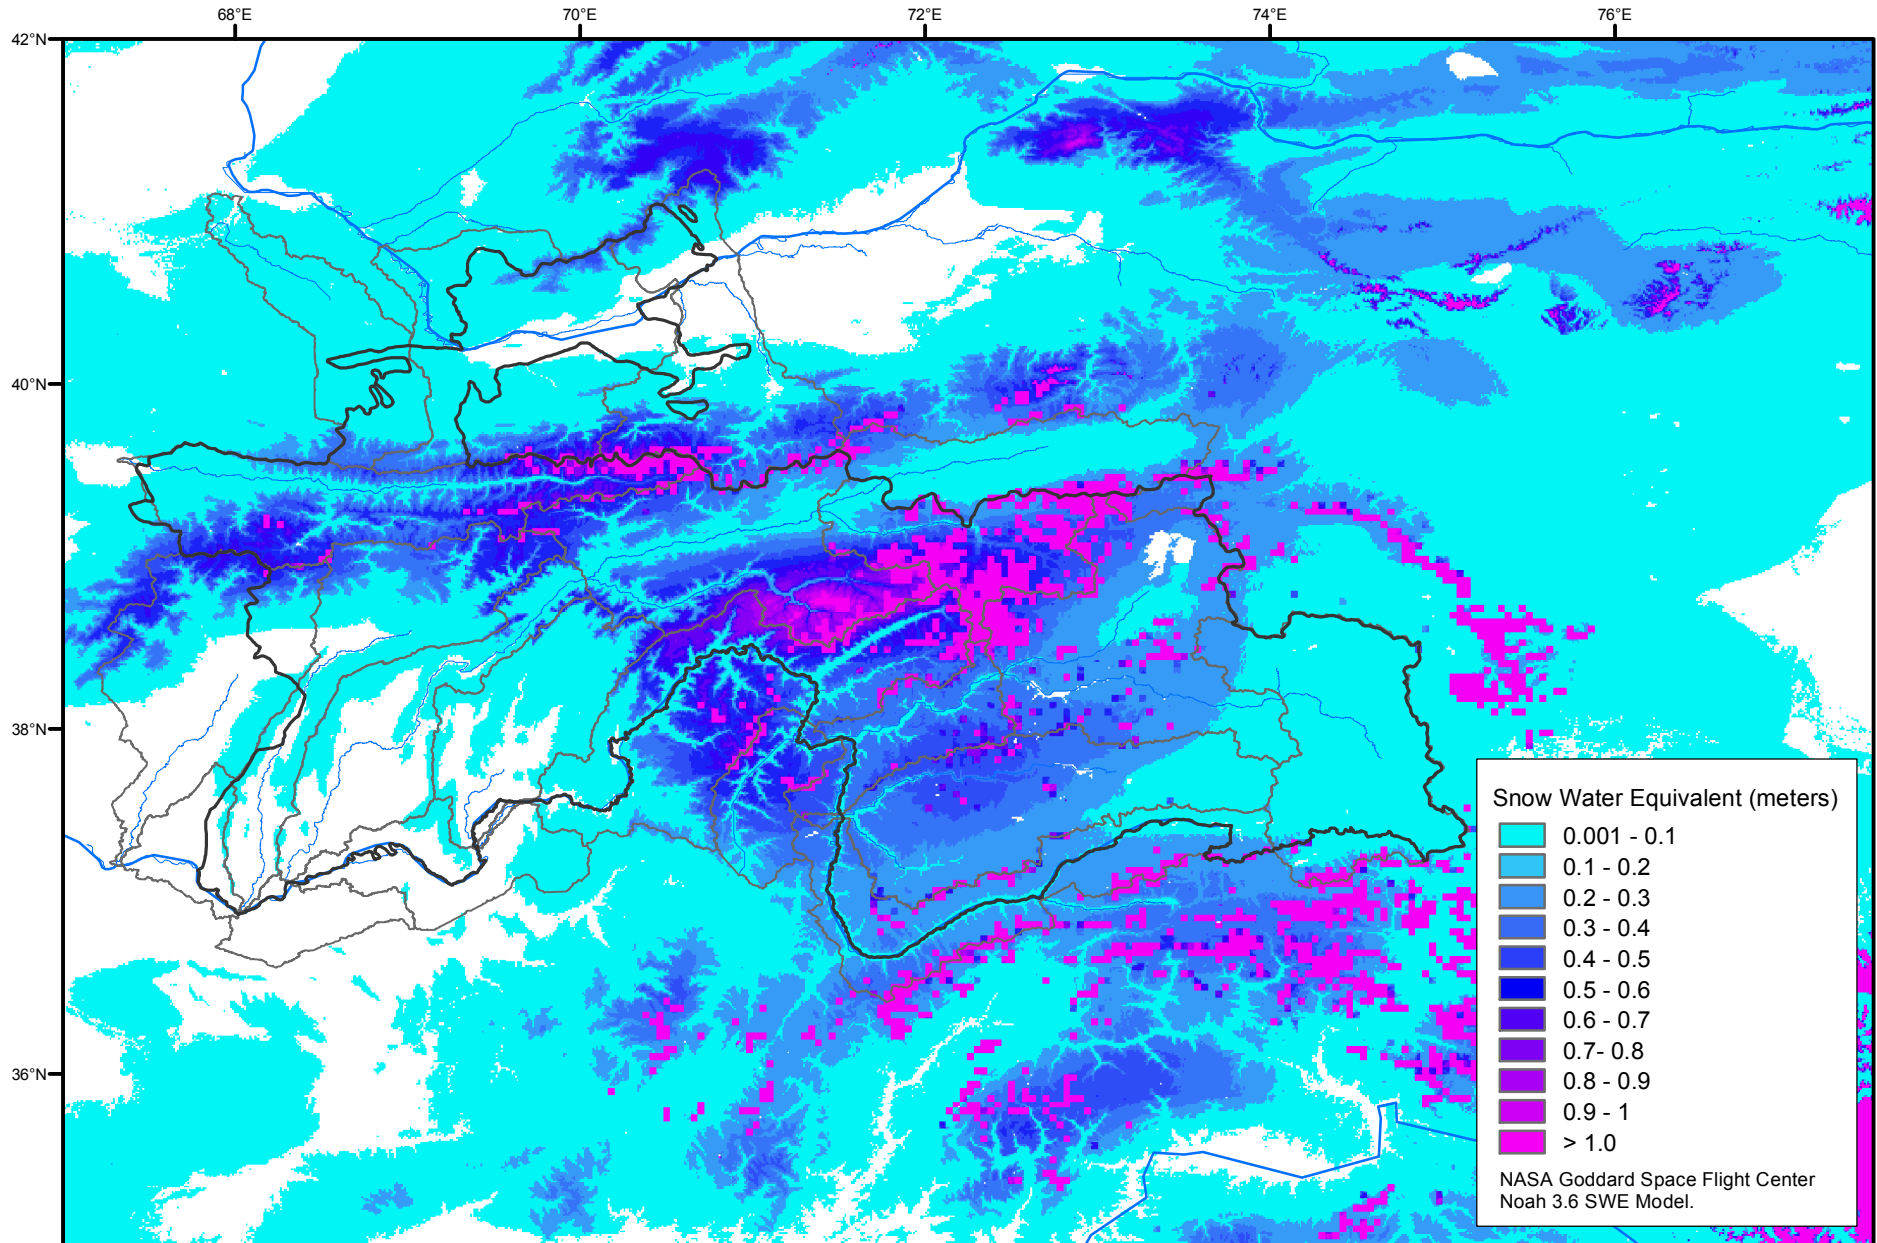 68°E 70°E 72°E 74°E 76°E
42°N
40°N
38°N
36°N
Snow Water Equivalent (meters)
0.001 - 0.1
0.1 - 0.2
0.2 - 0.3
0.3 - 0.4
0.4 - 0.5
0.5 - 0.6
0.6 - 0.7
0.7- 0.8
0.8 - 0.9
0.9 - 1
> 1.0
NASA Goddard Space Flight Center
Noah 3.6 SWE Model.